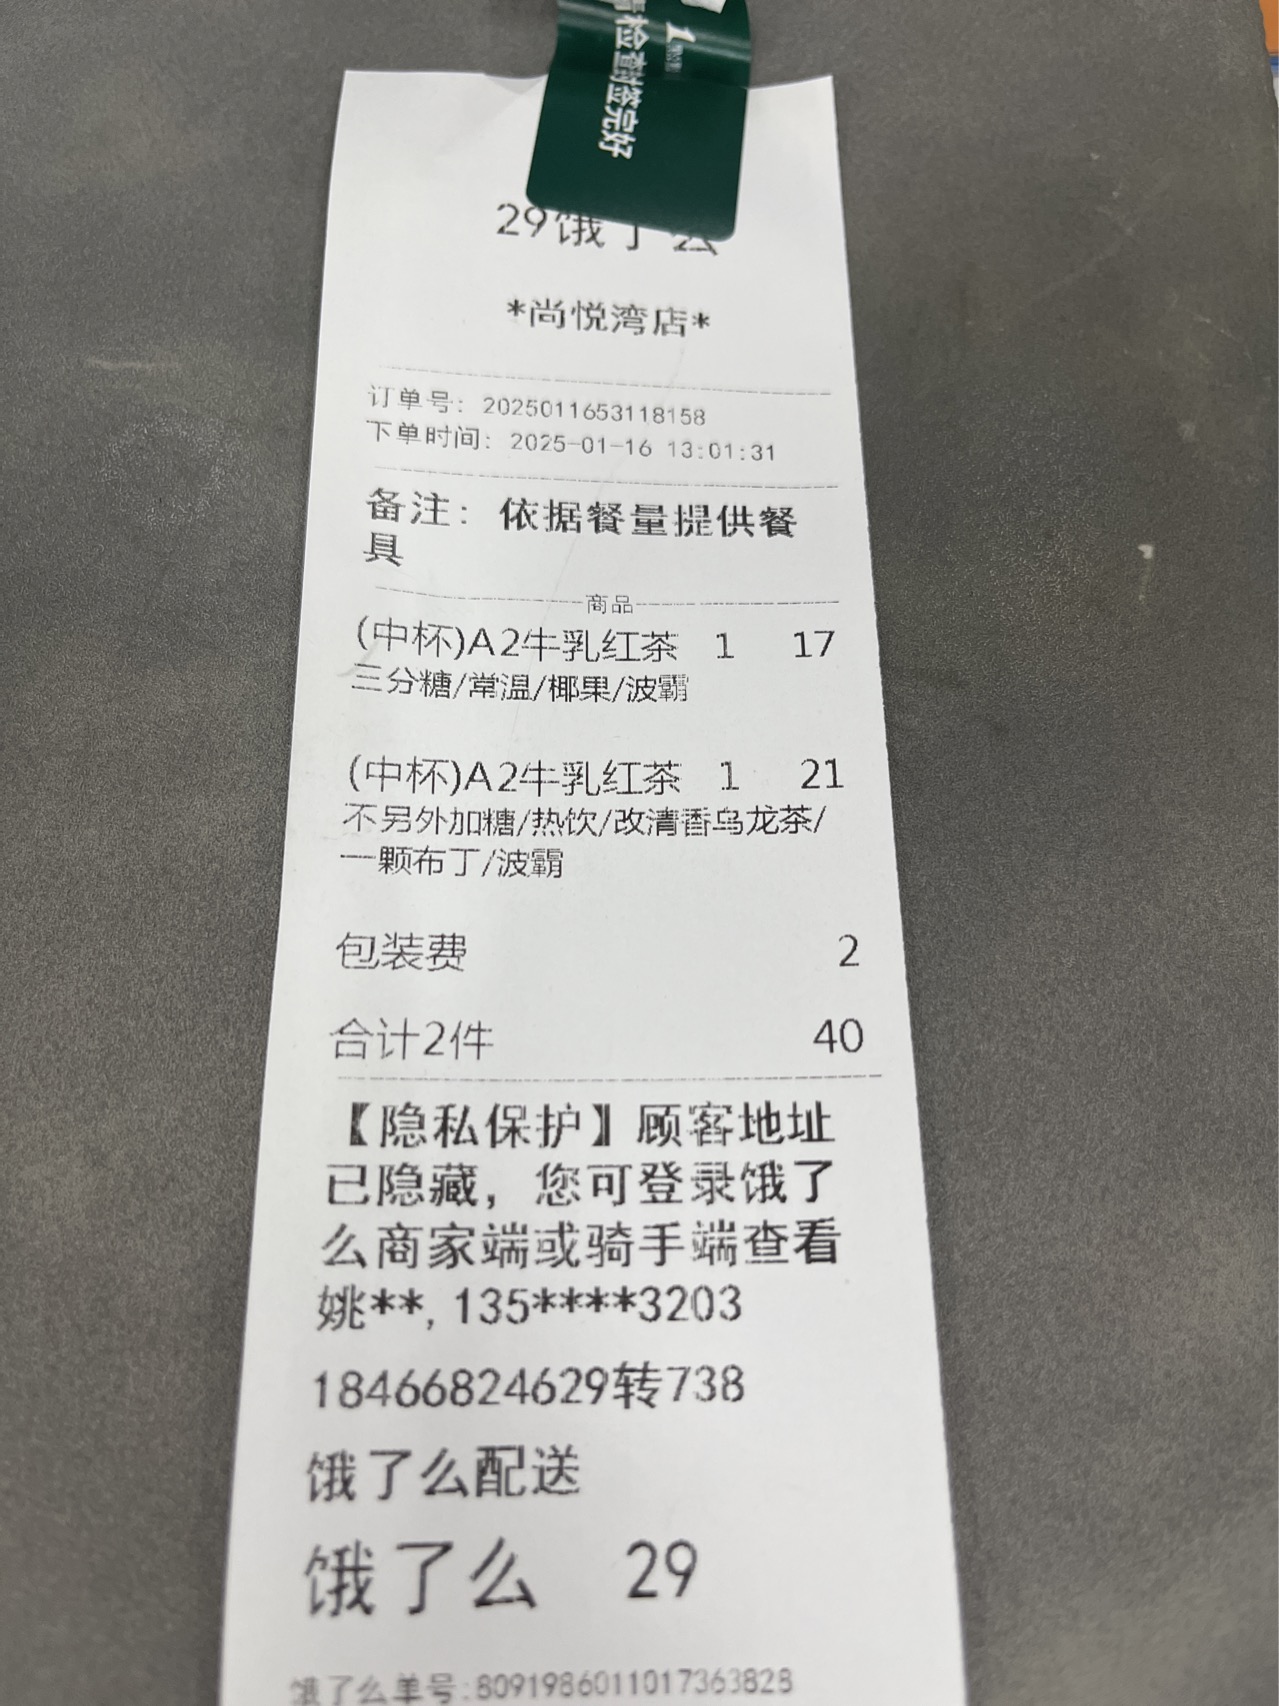 检查封签完好
29饿了么
*尚悦湾店*
订单号: 2025011653118158
下单时间: 2025-01-16 13:01:31
备注: 依据餐量提供餐
具
商品
(中杯)A2牛乳红茶 1 17
三分糖/常温/椰果/波霸
(中杯)A2牛乳红茶 1 21
不另外加糖/热饮/改清香乌龙茶/
一颗布丁/波霸
包装费 2
合计2件 40
【隐私保护】顾客地址
已隐藏，您可登录饿了
么商家端或骑手端查看
姚**, 135****3203
18466824629转738
饿了么配送
饿了么 29
饿了么单号:8091986011017363828